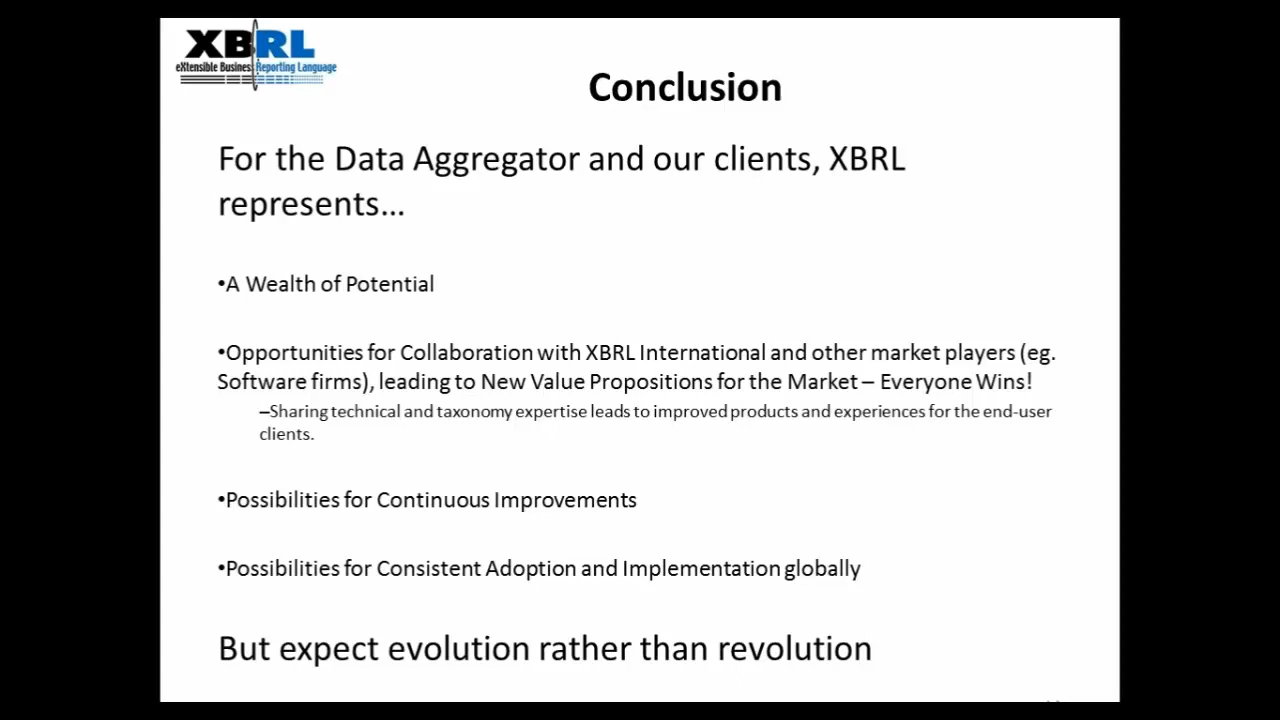 XBRL
eXtensible Business Reporting Language
Conclusion
For the Data Aggregator and our clients, XBRL
represents…
•A Wealth of Potential
•Opportunities for Collaboration with XBRL International and other market players (eg.
Software firms), leading to New Value Propositions for the Market – Everyone Wins!
–Sharing technical and taxonomy expertise leads to improved products and experiences for the end-user
clients.
•Possibilities for Continuous Improvements
•Possibilities for Consistent Adoption and Implementation globally
But expect evolution rather than revolution